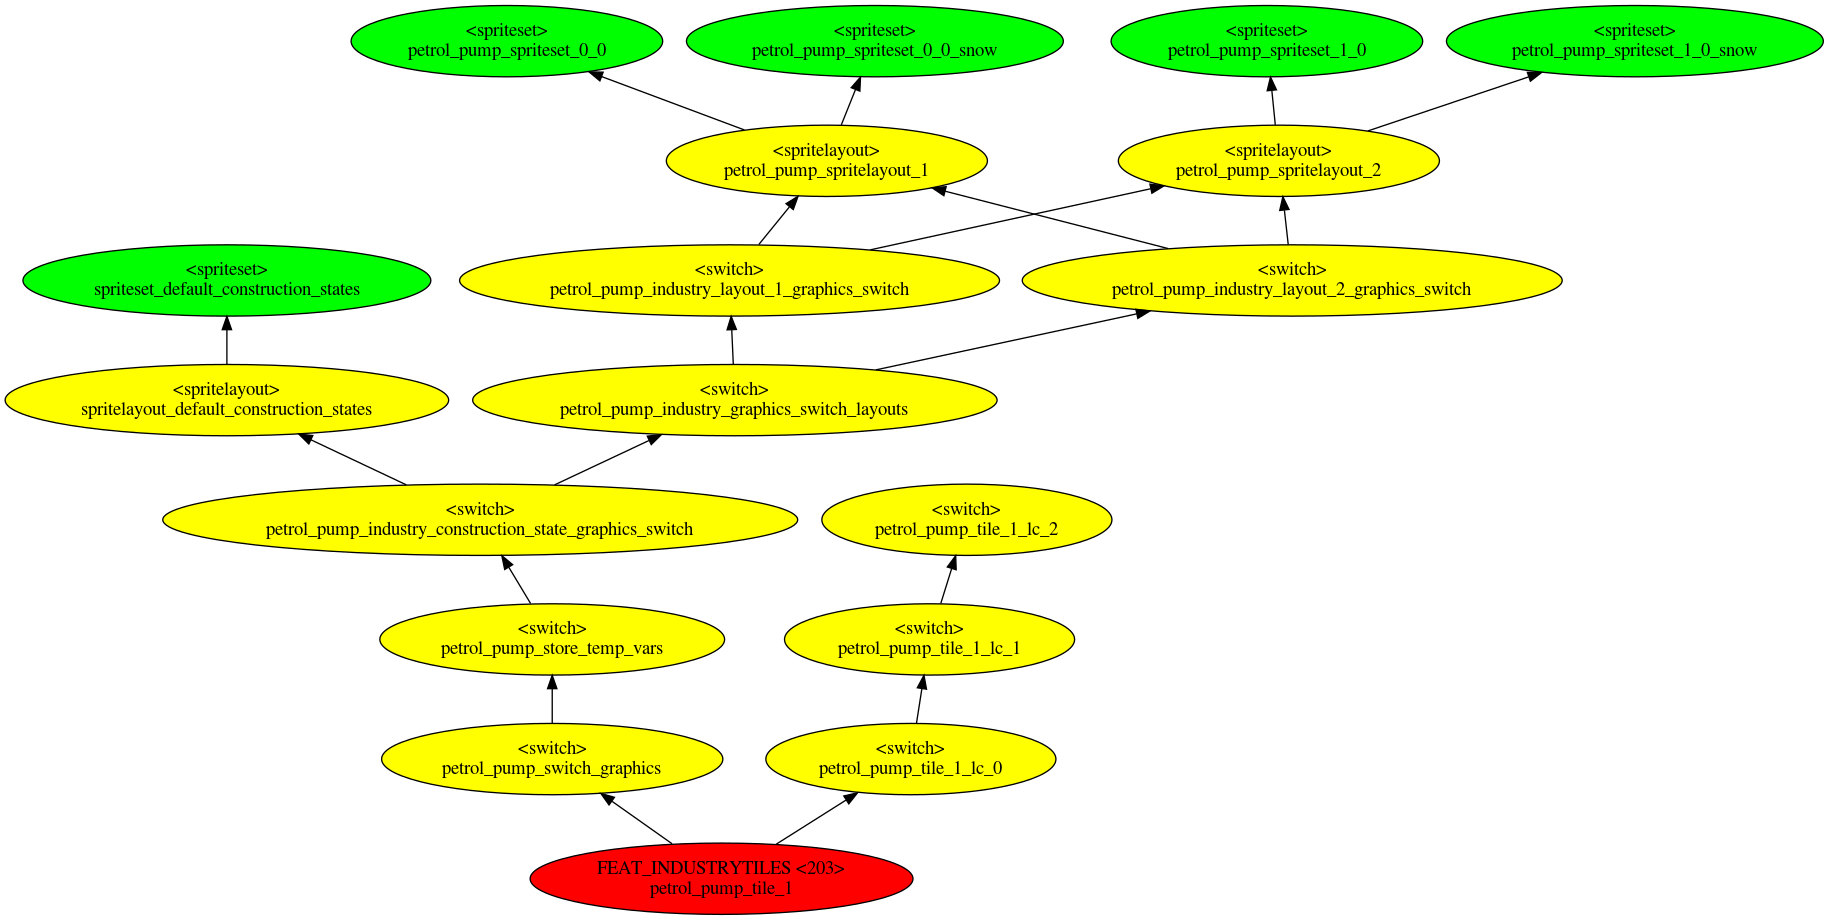 <spriteset>
petrol_pump_spriteset_0_0
<spriteset>
petrol_pump_spriteset_0_0_snow
<spriteset>
petrol_pump_spriteset_1_0
<spriteset>
petrol_pump_spriteset_1_0_snow
<spritelayout>
petrol_pump_spritelayout_1
<spritelayout>
petrol_pump_spritelayout_2
<spriteset>
spriteset_default_construction_states
<switch>
petrol_pump_industry_layout_1_graphics_switch
<switch>
petrol_pump_industry_layout_2_graphics_switch
<spritelayout>
spritelayout_default_construction_states
<switch>
petrol_pump_industry_graphics_switch_layouts
<switch>
petrol_pump_industry_construction_state_graphics_switch
<switch>
petrol_pump_tile_1_lc_2
<switch>
petrol_pump_store_temp_vars
<switch>
petrol_pump_tile_1_lc_1
<switch>
petrol_pump_switch_graphics
<switch>
petrol_pump_tile_1_lc_0
FEAT_INDUSTRYTILES <203>
petrol_pump_tile_1